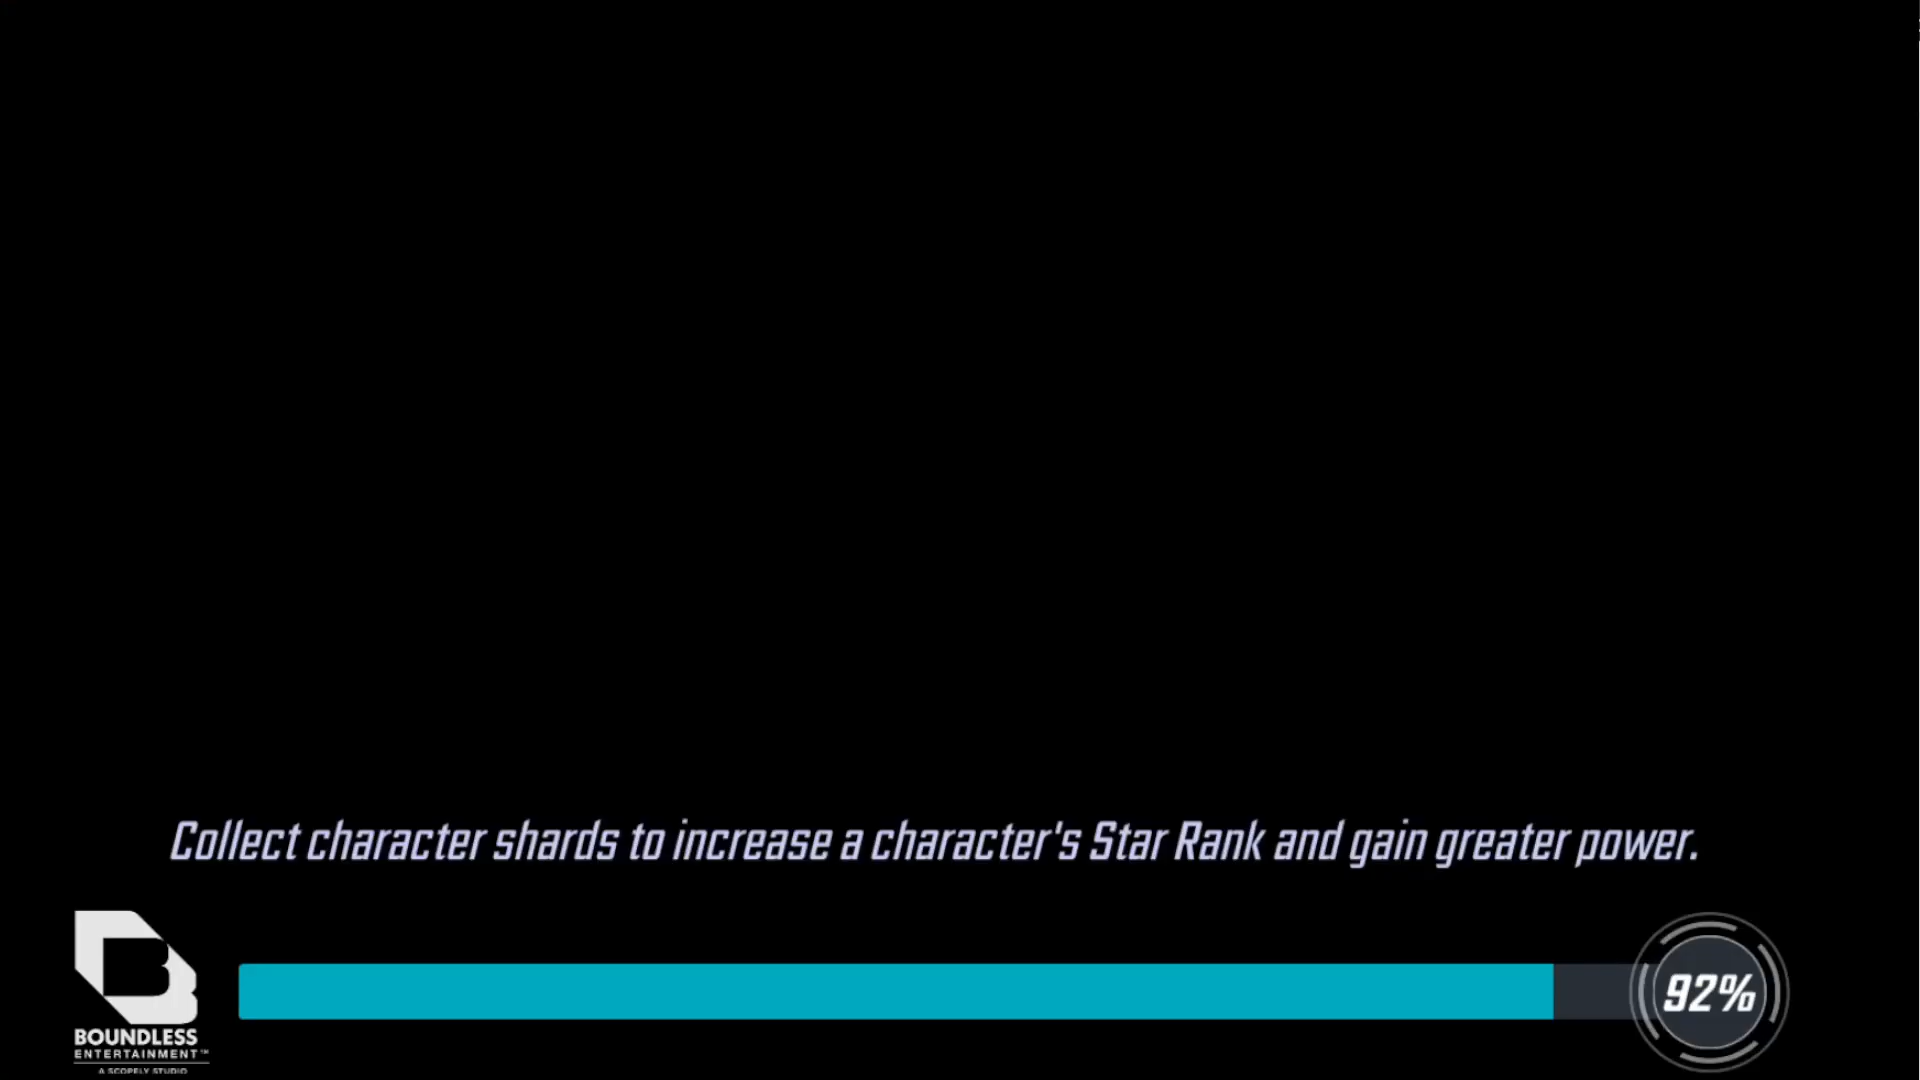 Collect character shards to increase a character's Star Rank and gain greater power.
92%
BOUNDLESS
ENTERTAINMENT™
A SCOPELY STUDIO